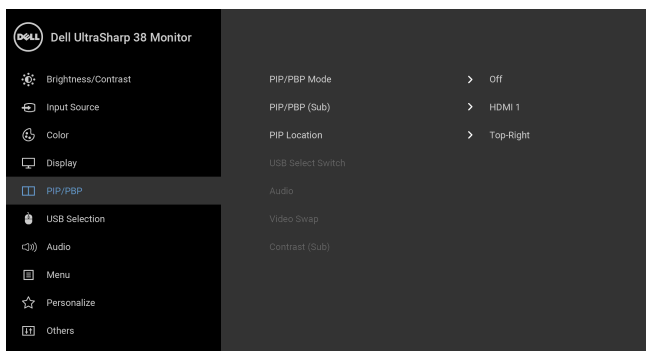 DELL Dell UltraSharp 38 Monitor
Brightness/Contrast PIP/PBP Mode Off
Input Source PIP/PBP (Sub) HDMI 1
Color PIP Location Top-Right
Display USB Select Switch
PIP/PBP Audio
USB Selection Video Swap
Audio Contrast (Sub)
Menu
Personalize
Others